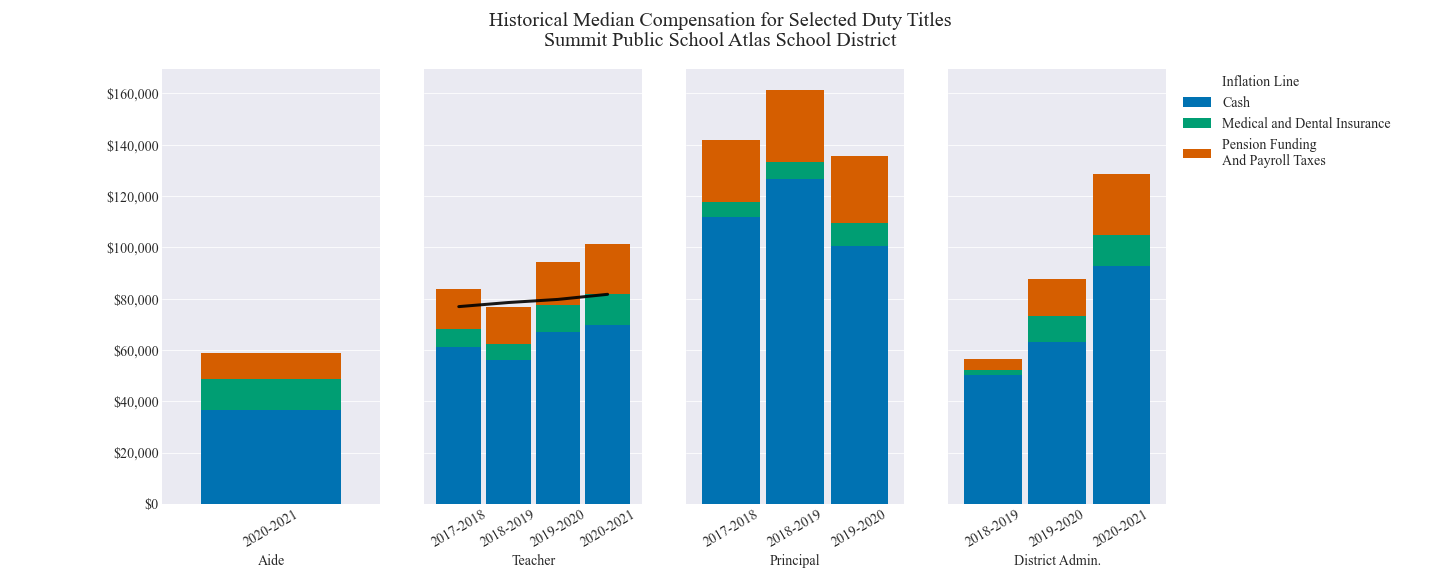 Historical Median Compensation for Selected Duty Titles
Summit Public School Atlas School District
Inflation Line
Cash
Medical and Dental Insurance
Pension Funding
And Payroll Taxes
$160,000
$140,000
$120,000
$100,000
$80,000
$60,000
$40,000
$20,000
$0
2020-2021
2017-2018
2018-2019
2019-2020
2020-2021
2017-2018
2018-2019
2019-2020
2018-2019
2019-2020
2020-2021
Aide
Teacher
Principal
District Admin.